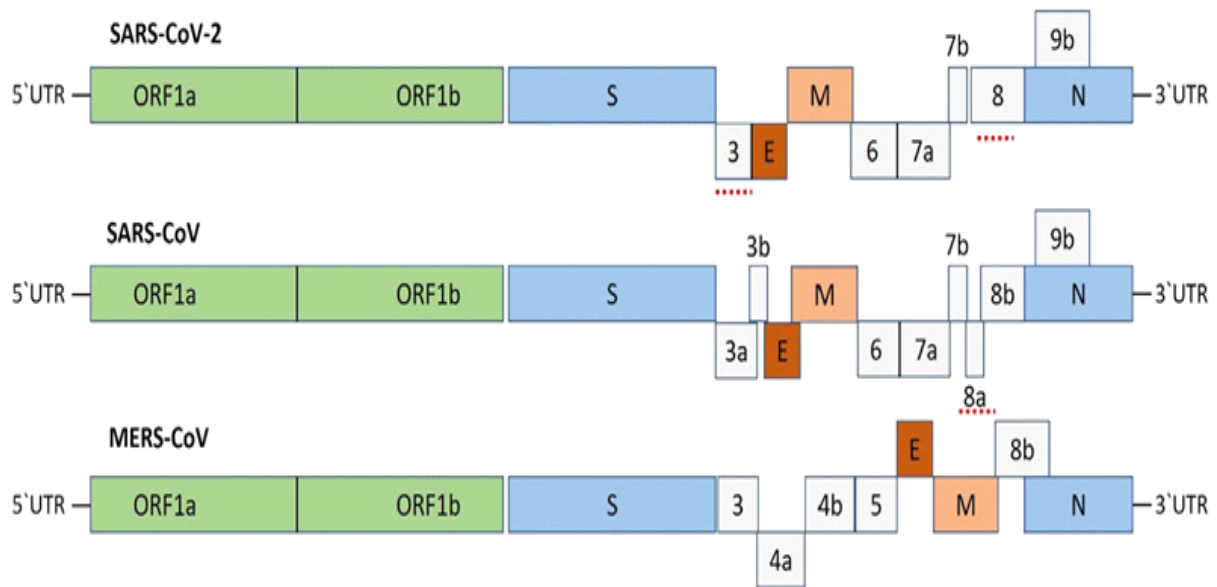 SARS-CoV-2
7b
9b
5`UTR ORF1a ORF1b S M 8 N 3`UTR
3 E 6 7a
SARS-CoV
3b 7b 9b
5`UTR ORF1a ORF1b S M 8b N 3`UTR
3a E 6 7a
8a
MERS-CoV
E 8b
5`UTR ORF1a ORF1b S 3 4b 5 M N 3`UTR
4a